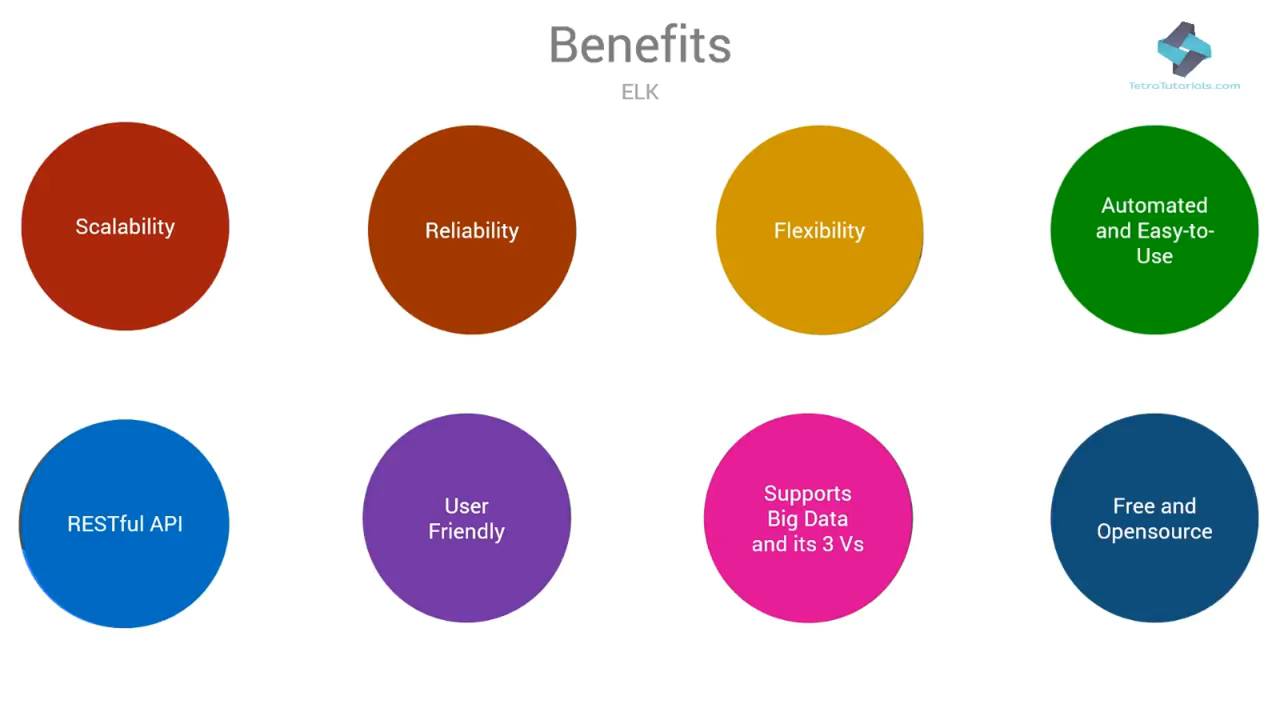 Benefits
ELK
TetraTutorials.com
Scalability
Reliability
Flexibility
Automated
and Easy-to-
Use
RESTful API
User
Friendly
Supports
Big Data
and its 3 Vs
Free and
Opensource